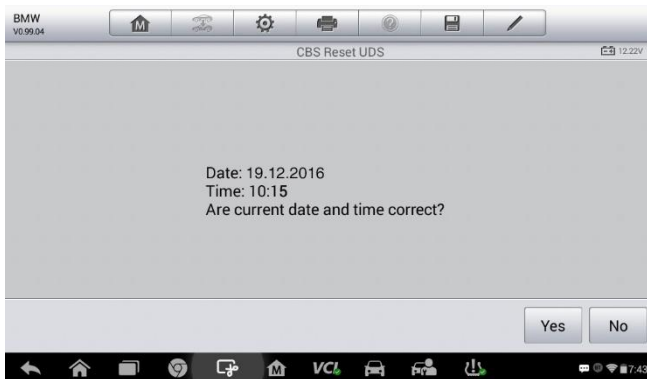 BMW
V0.99.04
M
?
CBS Reset UDS
12.22V
Date: 19.12.2016
Time: 10:15
Are current date and time correct?
Yes No
M VCI 7:43